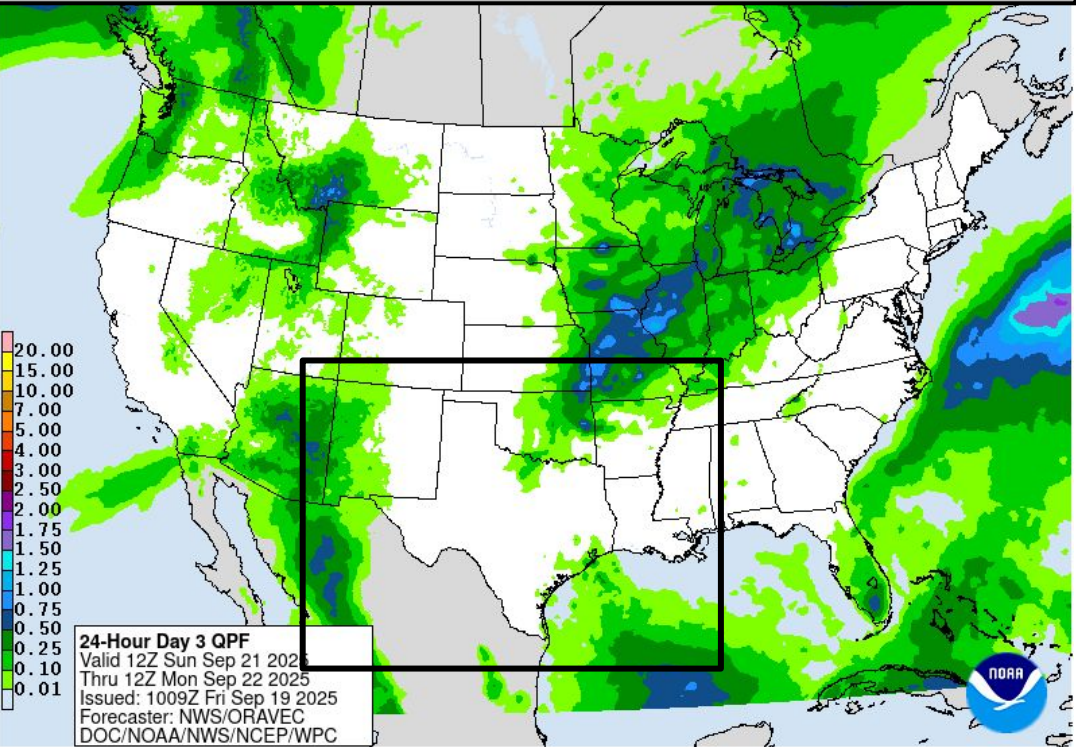 20.00
15.00
10.00
7.00
5.00
4.00
3.00
2.50
2.00
1.75
1.50
1.25
1.00
0.75
0.50
0.25
0.10
0.01
24-Hour Day 3 QPF
Valid 12Z Sun Sep 21 2025
Thru 12Z Mon Sep 22 2025
Issued: 1009Z Fri Sep 19 2025
Forecaster: NWS/ORAVEC
DOC/NOAA/NWS/NCEP/WPC
NOAA